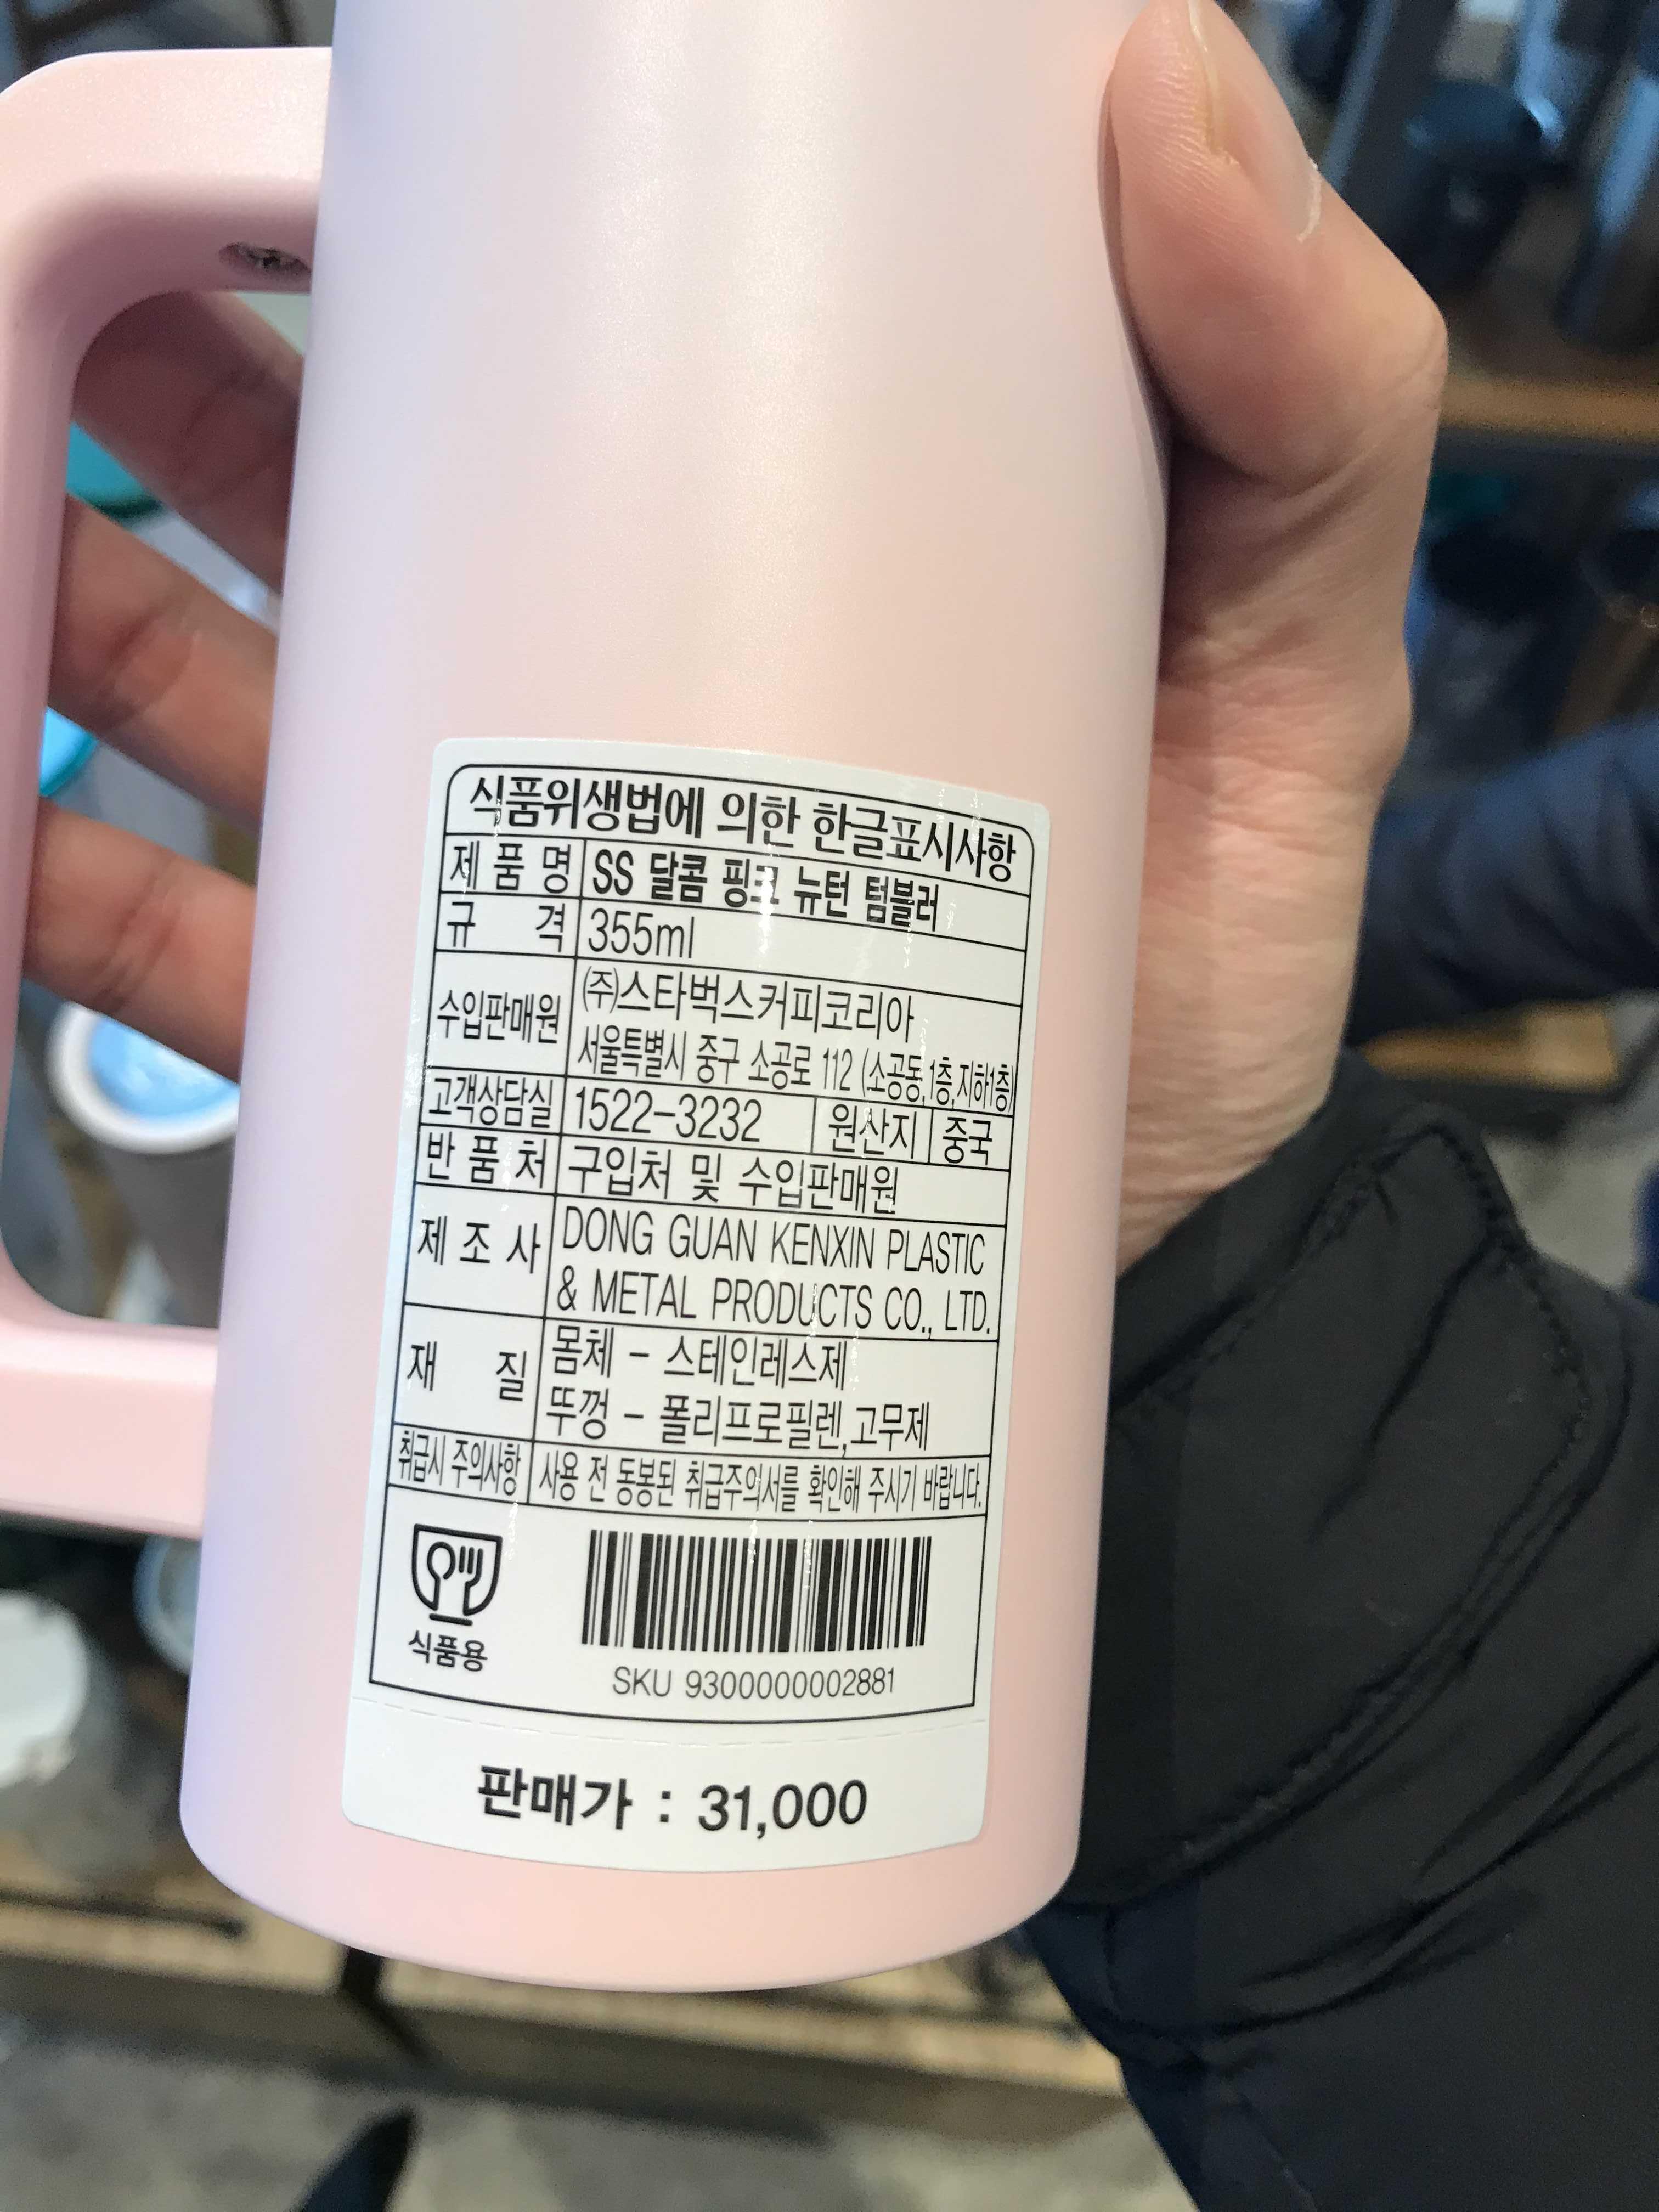 식품위생법에 의한 한글표시사항
제 품 명 SS 달콤 핑크 뉴턴 텀블러
규 격 355ml
수입판매원 (주)스타벅스커피코리아
서울특별시 중구 소공로 112 (소공동,1층,지하1층)
고객상담실 1522-3232 원산지 중국
반 품 처 구입처 및 수입판매원
제 조 사 DONG GUAN KENXIN PLASTIC
& METAL PRODUCTS CO., LTD.
재 질 몸체 - 스테인레스제
뚜껑 - 폴리프로필렌,고무제
취급시 주의사항 사용 전 동봉된 취급주의서를 확인해 주시기 바랍니다.
식품용
SKU 9300000002881
판매가 : 31,000